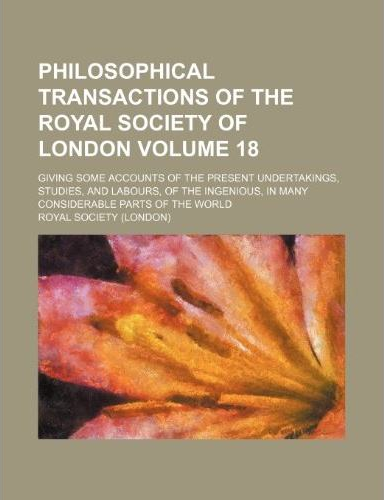 PHILOSOPHICAL
TRANSACTIONS OF THE
ROYAL SOCIETY OF
LONDON VOLUME 18
GIVING SOME ACCOUNTS OF THE PRESENT UNDERTAKINGS,
STUDIES, AND LABOURS, OF THE INGENIOUS, IN MANY
CONSIDERABLE PARTS OF THE WORLD
ROYAL SOCIETY (LONDON)